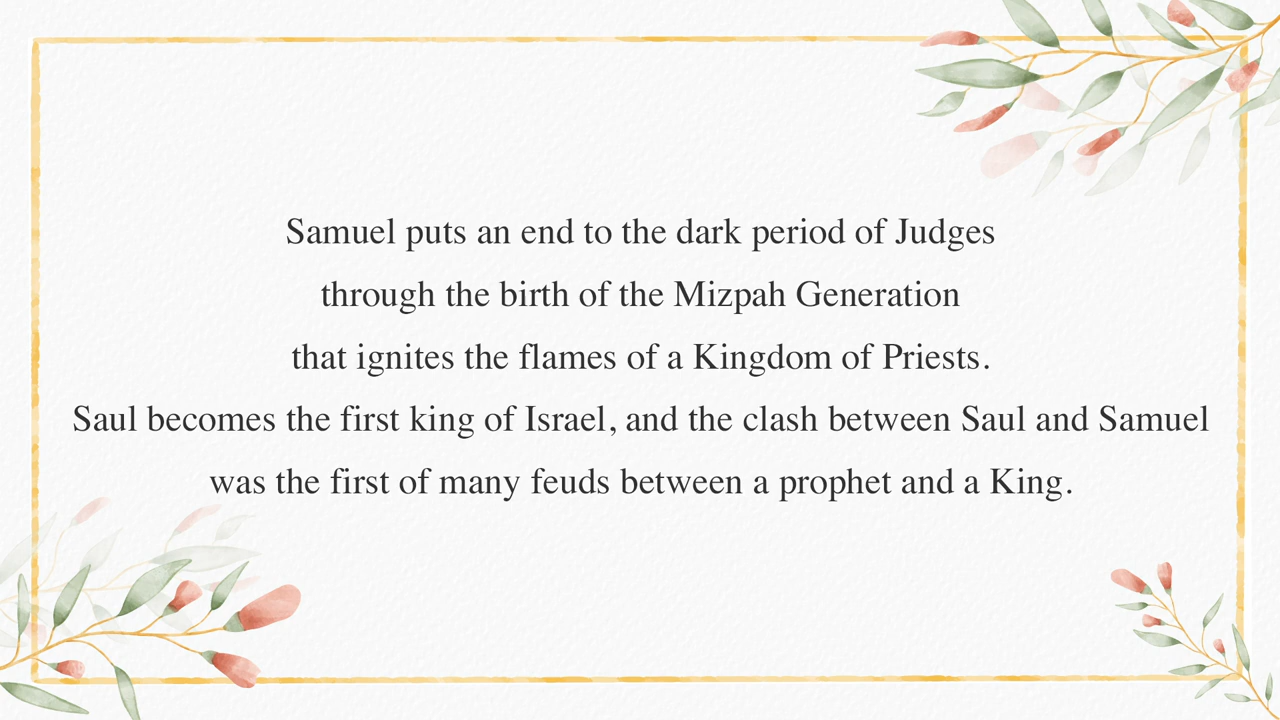 Samuel puts an end to the dark period of Judges
through the birth of the Mizpah Generation
that ignites the flames of a Kingdom of Priests.
Saul becomes the first king of Israel, and the clash between Saul and Samuel
was the first of many feuds between a prophet and a King.